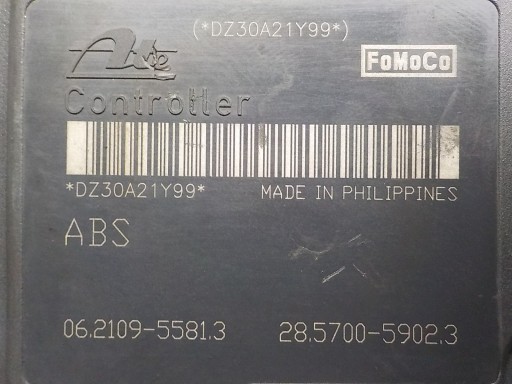 (*DZ30A21Y99*)
Ate
FoMoCo
Controller
*DZ30A21Y99*
MADE IN PHILIPPINES
ABS
06.2109-5581.3
28.5700-5902.3